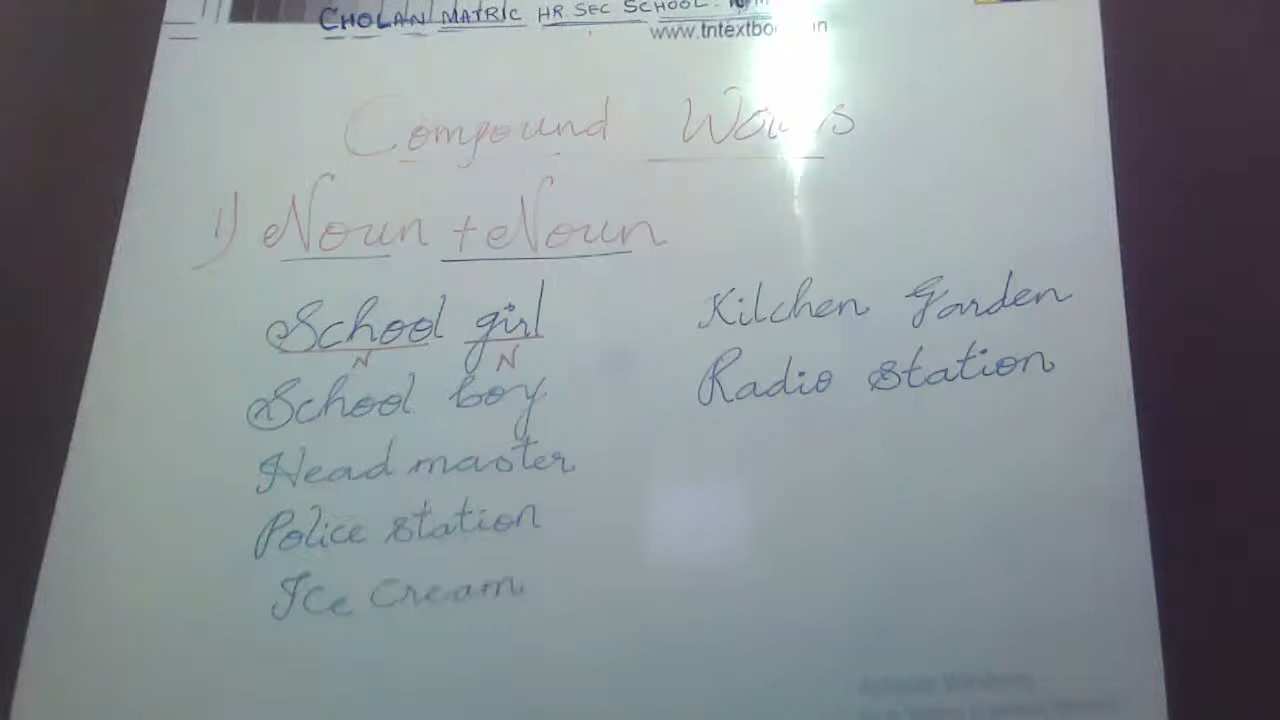 CHOLAN MATRIC HR. SEC SCHOOL
Compound
1) Noun + Noun
School girl
N N
School boy
Head master
Police station
Ice cream
Kitchen Garden
Radio station